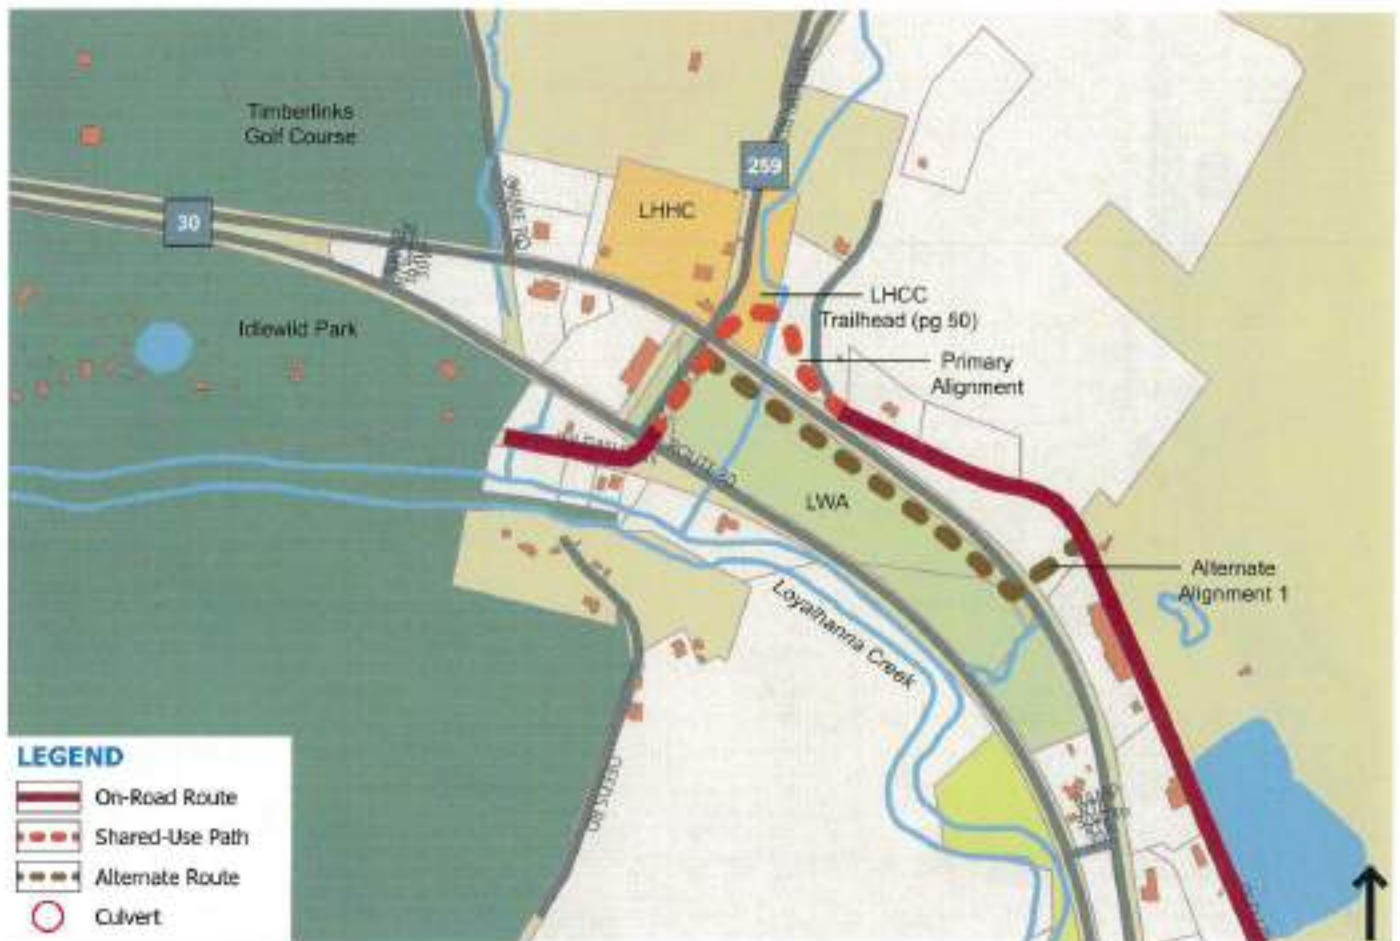 Timberlinks
Golf Course
259
LHHC
30
LHCC
Trailhead (pg 50)
Idlewild Park
Primary
Alignment
LWA
Alternate
Alignment 1
Loyalhanna Creek
LEGEND
On-Road Route
Shared-Use Path
Alternate Route
Culvert